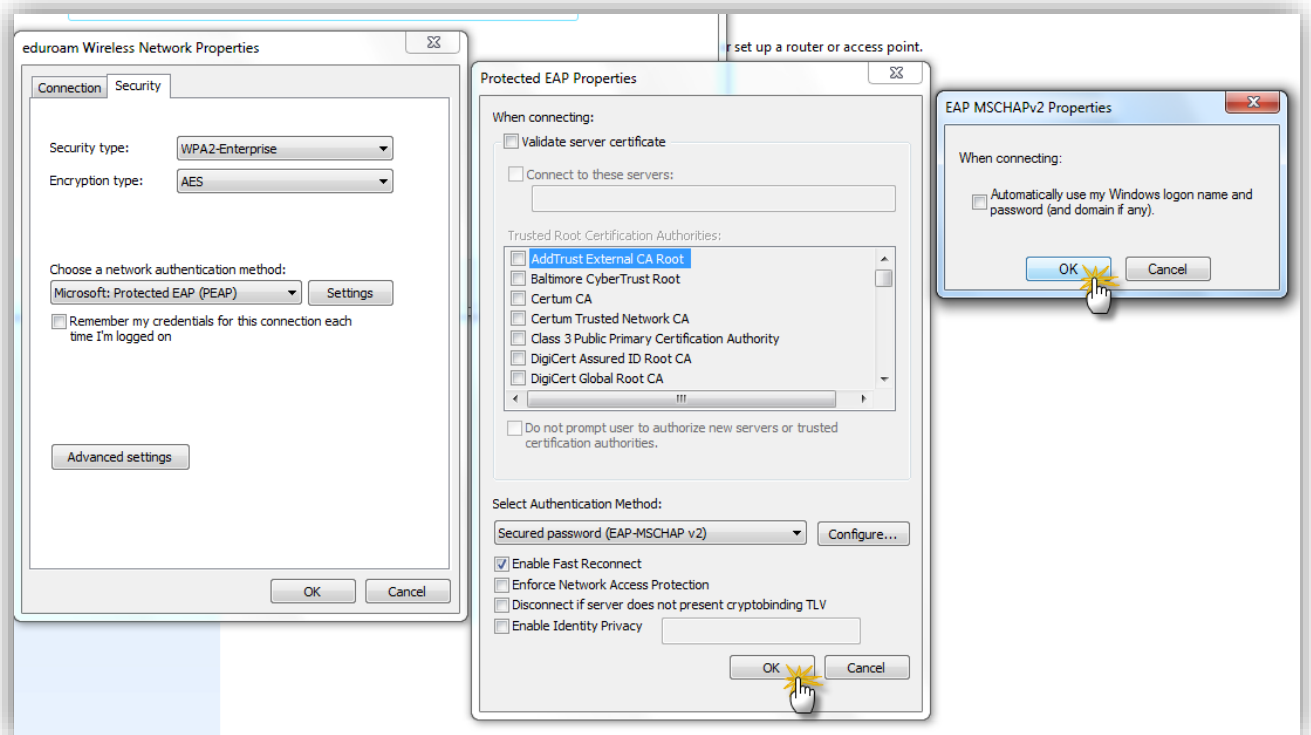 r set up a router or access point.
eduroam Wireless Network Properties
Connection
Security
Security type:
WPA2-Enterprise
Encryption type:
AES
Choose a network authentication method:
Microsoft: Protected EAP (PEAP)
Settings
Remember my credentials for this connection each
time I'm logged on
Advanced settings
OK
Cancel
Protected EAP Properties
When connecting:
Validate server certificate
Connect to these servers:
Trusted Root Certification Authorities:
AddTrust External CA Root
Baltimore CyberTrust Root
Certum CA
Certum Trusted Network CA
Class 3 Public Primary Certification Authority
DigiCert Assured ID Root CA
DigiCert Global Root CA
Do not prompt user to authorize new servers or trusted
certification authorities.
Select Authentication Method:
Secured password (EAP-MSCHAP v2)
Configure...
Enable Fast Reconnect
Enforce Network Access Protection
Disconnect if server does not present cryptobinding TLV
Enable Identity Privacy
OK
Cancel
EAP MSCHAPv2 Properties
When connecting:
Automatically use my Windows logon name and
password (and domain if any).
OK
Cancel